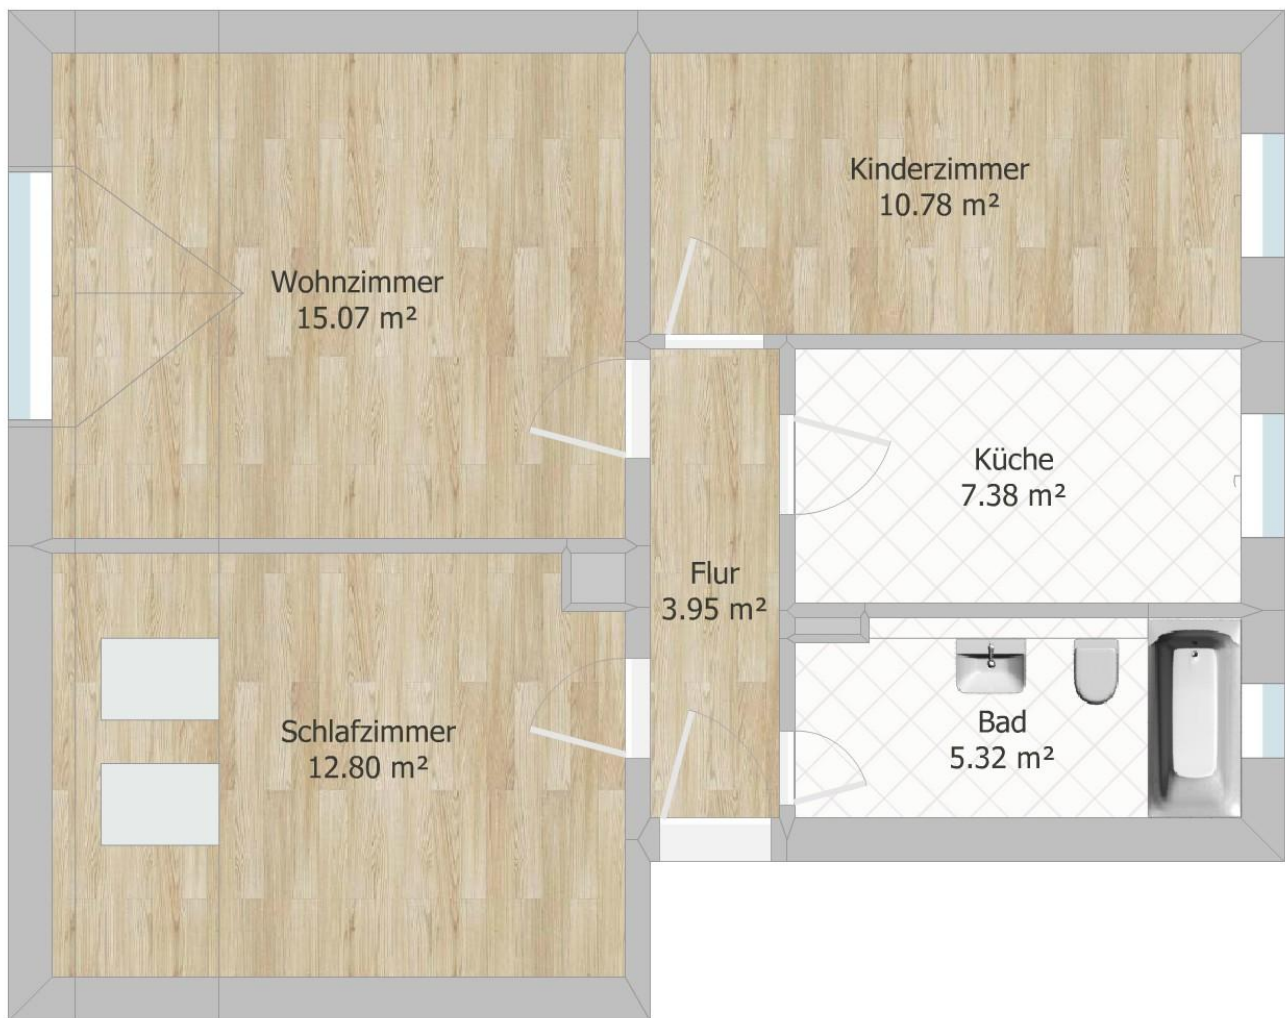 Kinderzimmer
10.78 m²
Wohnzimmer
15.07 m²
Küche
7.38 m²
Flur
3.95 m²
Schlafzimmer
12.80 m²
Bad
5.32 m²